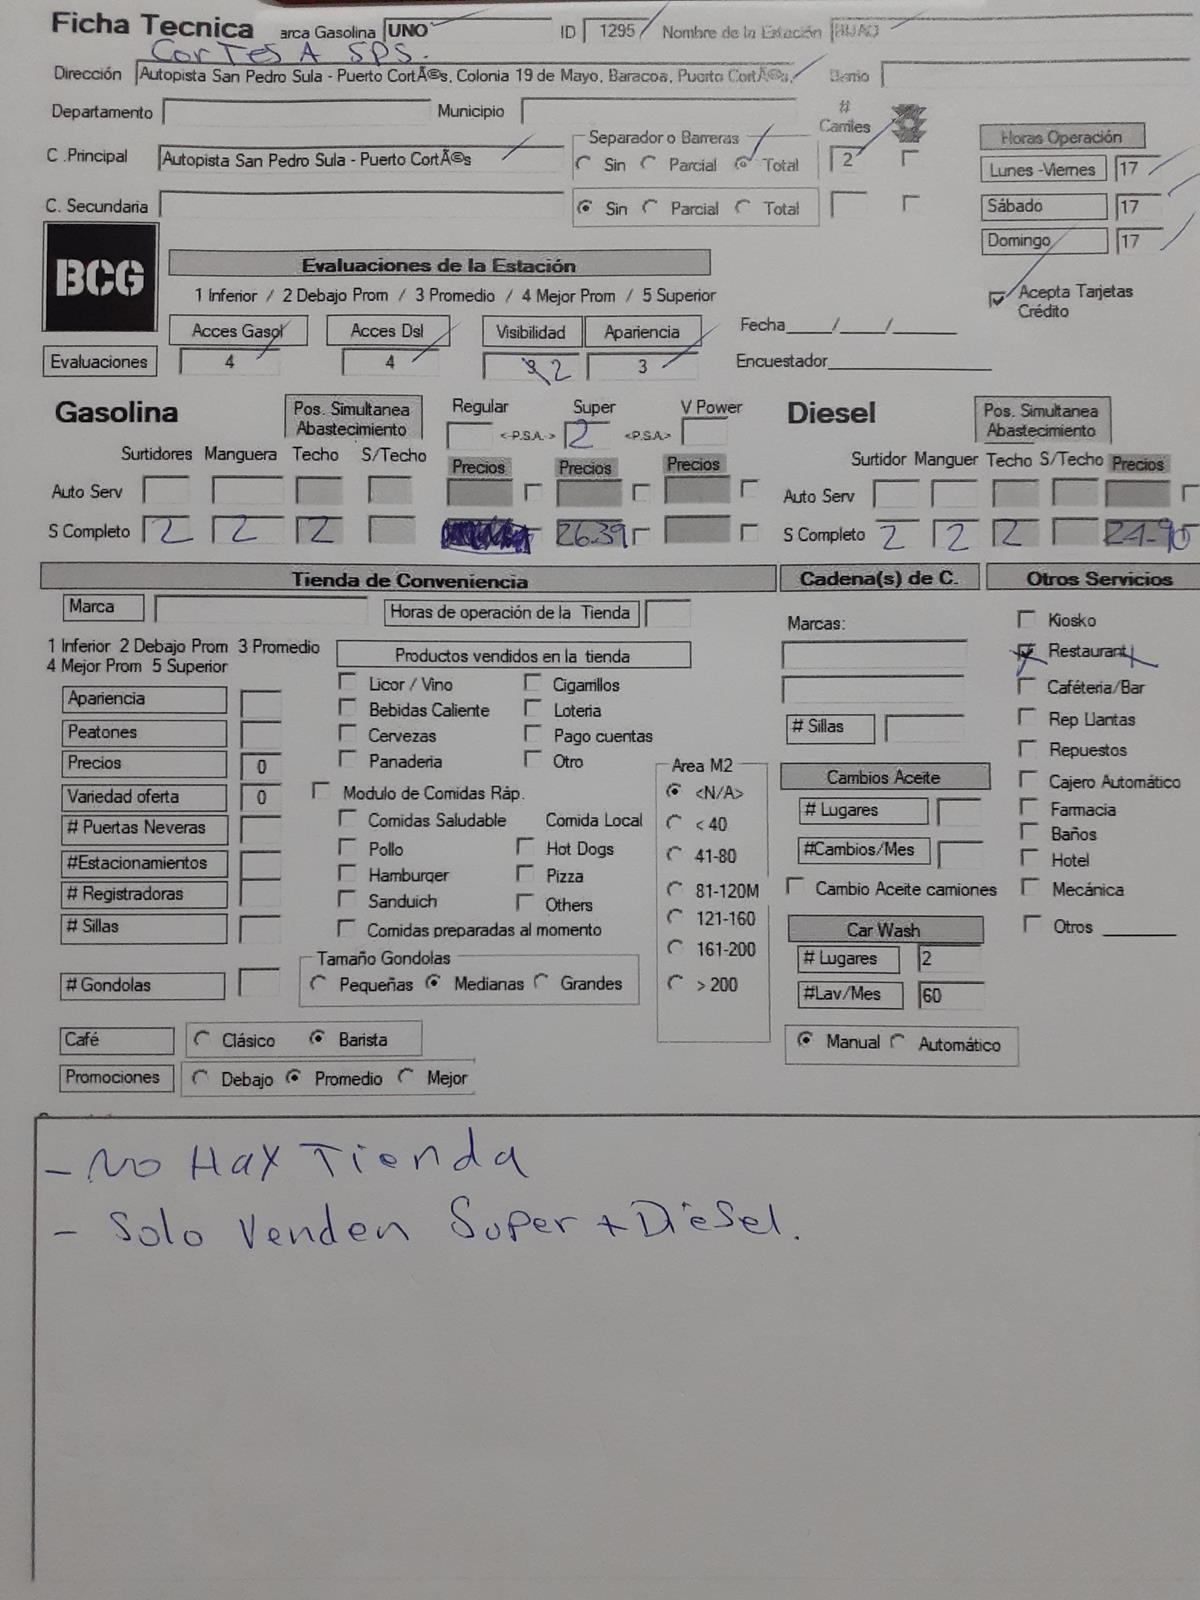 Ficha Tecnica arca Gasolina UNO ID 1295 Nombre de la Estación BIJAO
CORTES A SPS.
Dirección Autopista San Pedro Sula - Puerto CortÃ©s, Colonia 19 de Mayo, Baracoa, Puerto CortÃ©s, Barrio
Departamento Municipio # Carriles
Separador o Barreras
Horas Operación
C .Principal Autopista San Pedro Sula - Puerto CortÃ©s Sin Parcial Total 2
Lunes -Viernes 17
C. Secundaria Sin Parcial Total
Sábado 17
Domingo 17
BCG
Evaluaciones de la Estación
1 Inferior / 2 Debajo Prom / 3 Promedio / 4 Mejor Prom / 5 Superior
Acepta Tarjetas Crédito
Acces Gasol Acces Dsl Visibilidad Apariencia
Fecha____/____/______
Evaluaciones 4 4 2 3
Encuestador
Gasolina Pos. Simultanea Abastecimiento Regular <-P.S.A.-> Super 2 <-P.S.A> V Power
Diesel Pos. Simultanea Abastecimiento
Surtidores Manguera Techo S/Techo Precios Precios Precios
Surtidor Manguer Techo S/Techo Precios
Auto Serv Auto Serv
S Completo 2 2 2 26.39 S Completo 2 2 2 24.90
Tienda de Conveniencia Cadena(s) de C. Otros Servicios
Marca Horas de operación de la Tienda
Marcas:
1 Inferior 2 Debajo Prom 3 Promedio
4 Mejor Prom 5 Superior
Productos vendidos en la tienda
Apariencia
Peatones
Precios 0
Variedad oferta 0
# Puertas Neveras
#Estacionamientos
# Registradoras
# Sillas
# Gondolas
Licor / Vino Cigarrillos
Bebidas Caliente Loteria
Cervezas Pago cuentas
Panaderia Otro
Modulo de Comidas Ráp.
Comidas Saludable Comida Local
Pollo Hot Dogs
Hamburger Pizza
Sanduich Others
Comidas preparadas al momento
Tamaño Gondolas
Pequeñas Medianas Grandes
Area M2
<N/A>
< 40
41-80
81-120M
121-160
161-200
> 200
# Sillas
Cambios Aceite
# Lugares
#Cambios/Mes
Cambio Aceite camiones
Car Wash
# Lugares 2
#Lav/Mes 60
Manual Automático
Kiosko
Restaurant
Caféteria/Bar
Rep Llantas
Repuestos
Cajero Automático
Farmacia
Baños
Hotel
Mecánica
Otros
Café Clásico Barista
Promociones Debajo Promedio Mejor
- No Hay Tienda
- Solo Venden Super + Diesel.